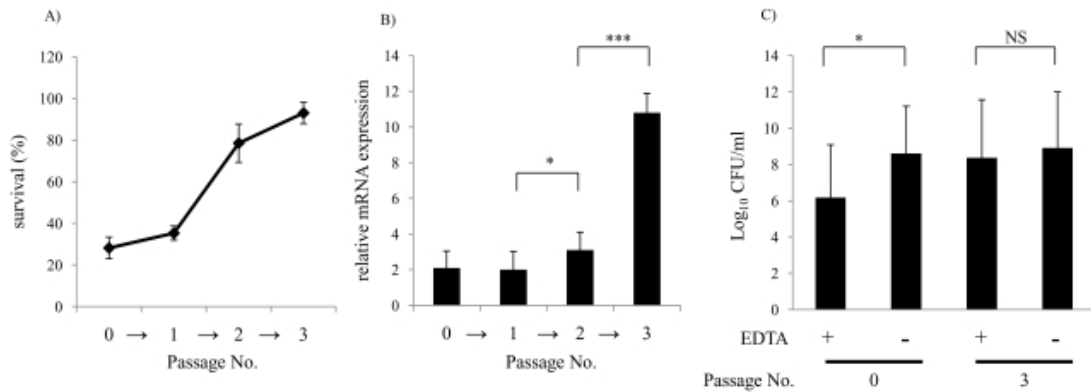 A)
survival (%)
120
100
80
60
40
20
0
0 → 1 → 2 → 3
Passage No.
B)
relative mRNA expression
14
12
10
8
6
4
2
0
*
***
0 → 1 → 2 → 3
Passage No.
C)
Log10 CFU/ml
14
12
10
8
6
4
2
0
*
NS
EDTA + - + -
Passage No. 0 3